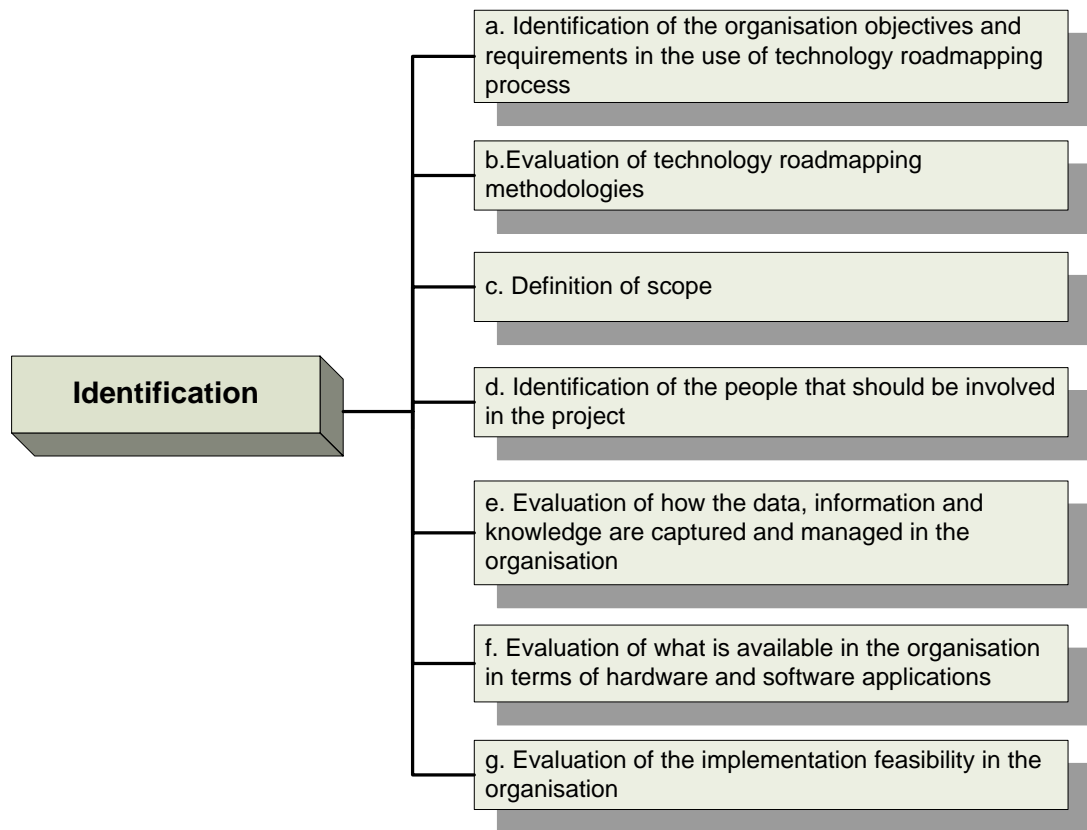 a. Identification of the organisation objectives and
requirements in the use of technology roadmapping
process
b.Evaluation of technology roadmapping
methodologies
c. Definition of scope
Identification
d. Identification of the people that should be involved
in the project
e. Evaluation of how the data, information and
knowledge are captured and managed in the
organisation
f. Evaluation of what is available in the organisation
in terms of hardware and software applications
g. Evaluation of the implementation feasibility in the
organisation